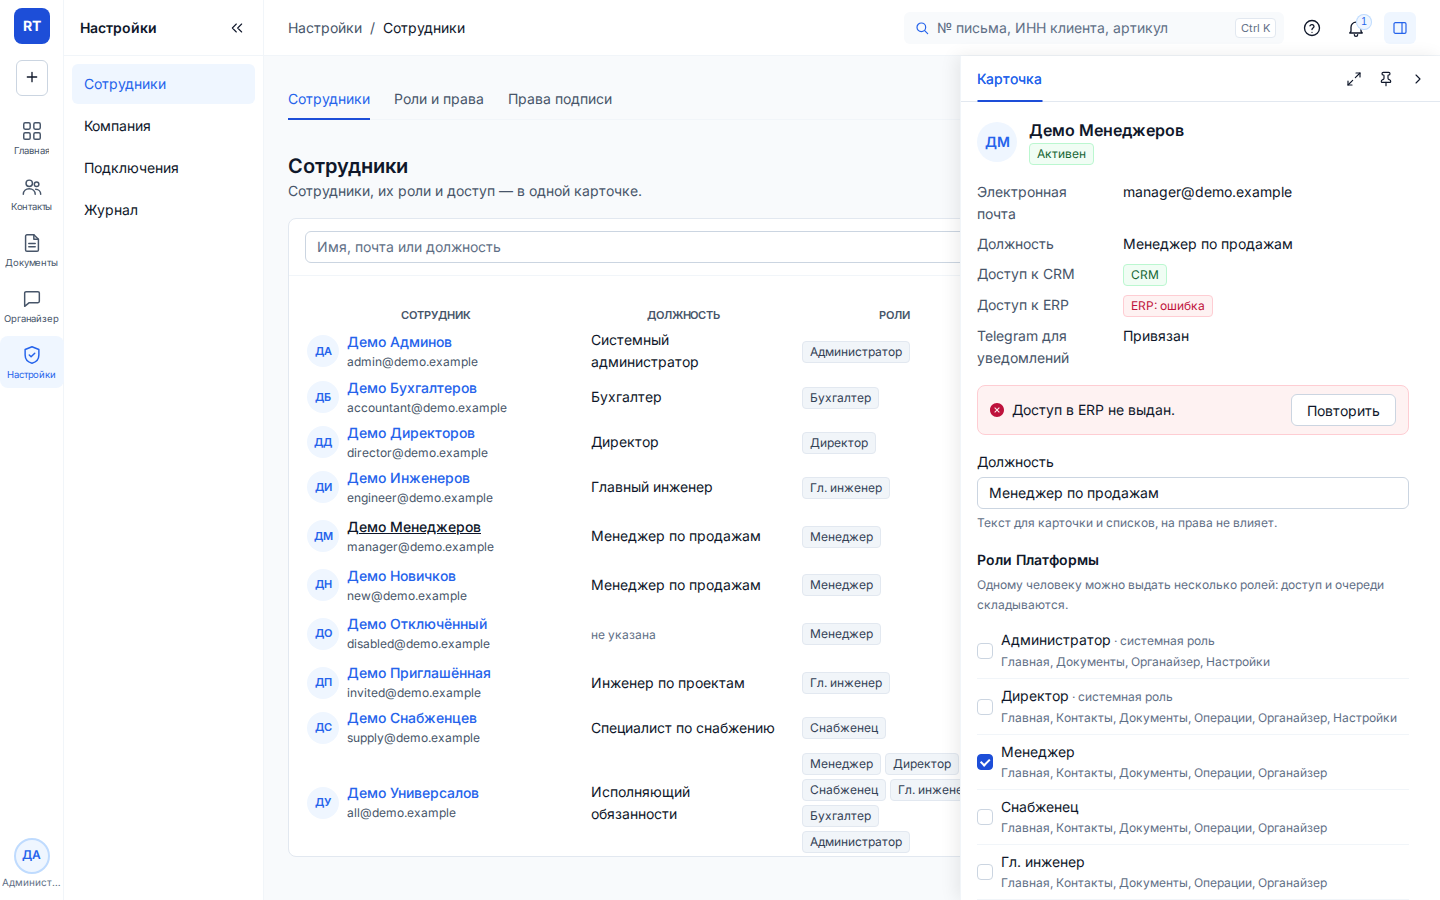 RT
Настройки
Настройки / Сотрудники
№ письма, ИНН клиента, артикул
Ctrl K
1
Главная
Контакты
Документы
Органайзер
Настройки
ДА
Админист...
Сотрудники
Компания
Подключения
Журнал
Сотрудники
Роли и права
Права подписи
Сотрудники
Сотрудники, их роли и доступ — в одной карточке.
Имя, почта или должность
СОТРУДНИК
ДОЛЖНОСТЬ
РОЛИ
ДА
Демо Админов
admin@demo.example
Системный
администратор
Администратор
ДБ
Демо Бухгалтеров
accountant@demo.example
Бухгалтер
Бухгалтер
ДД
Демо Директоров
director@demo.example
Директор
Директор
ДИ
Демо Инженеров
engineer@demo.example
Главный инженер
Гл. инженер
ДМ
Демо Менеджеров
manager@demo.example
Менеджер по продажам
Менеджер
ДН
Демо Новичков
new@demo.example
Менеджер по продажам
Менеджер
ДО
Демо Отключённый
disabled@demo.example
не указана
Менеджер
ДП
Демо Приглашённая
invited@demo.example
Инженер по проектам
Гл. инженер
ДС
Демо Снабженцев
supply@demo.example
Специалист по снабжению
Снабженец
ДУ
Демо Универсалов
all@demo.example
Исполняющий
обязанности
Менеджер Директор
Снабженец Гл. инжене
Бухгалтер
Администратор
Карточка
ДМ
Демо Менеджеров
Активен
Электронная
почта
manager@demo.example
Должность
Менеджер по продажам
Доступ к CRM
CRM
Доступ к ERP
ERP: ошибка
Telegram для
уведомлений
Привязан
Доступ в ERP не выдан.
Повторить
Должность
Менеджер по продажам
Текст для карточки и списков, на права не влияет.
Роли Платформы
Одному человеку можно выдать несколько ролей: доступ и очереди
складываются.
Администратор · системная роль
Главная, Документы, Органайзер, Настройки
Директор · системная роль
Главная, Контакты, Документы, Операции, Органайзер, Настройки
Менеджер
Главная, Контакты, Документы, Операции, Органайзер
Снабженец
Главная, Контакты, Документы, Операции, Органайзер
Гл. инженер
Главная, Контакты, Документы, Операции, Органайзер